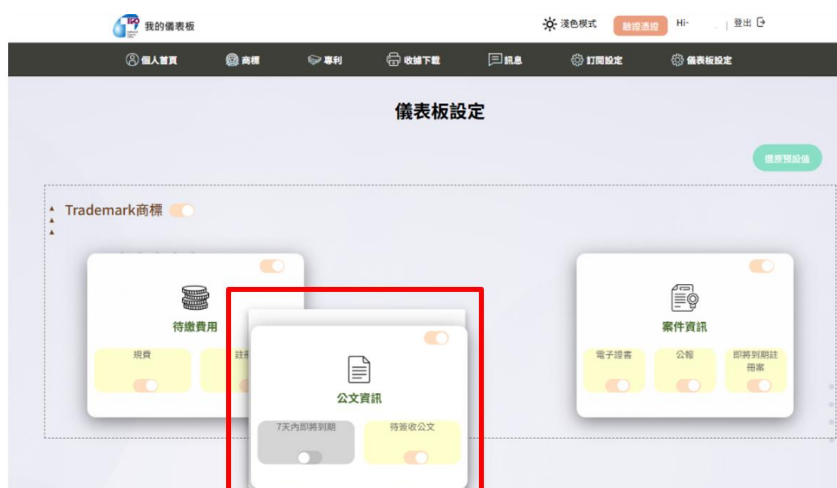 TIPO 我的儀表板
淺色模式 驗證憑證 Hi- 登出
個人首頁 商標 專利 收據下載 訊息 訂閱設定 儀表板設定
儀表板設定
還原預設值
Trademark商標
待繳費用
規費
公文資訊
7天內即將到期 待簽收公文
案件資訊
電子證書 公報 即將到期註
冊案